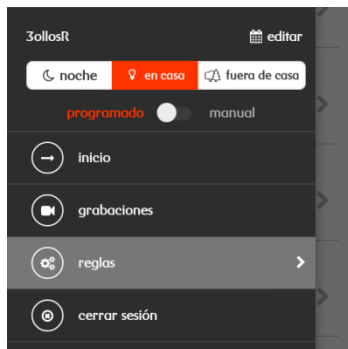 3ollosR editar
noche en casa fuera de casa
programado manual
inicio
grabaciones
reglas
cerrar sesión